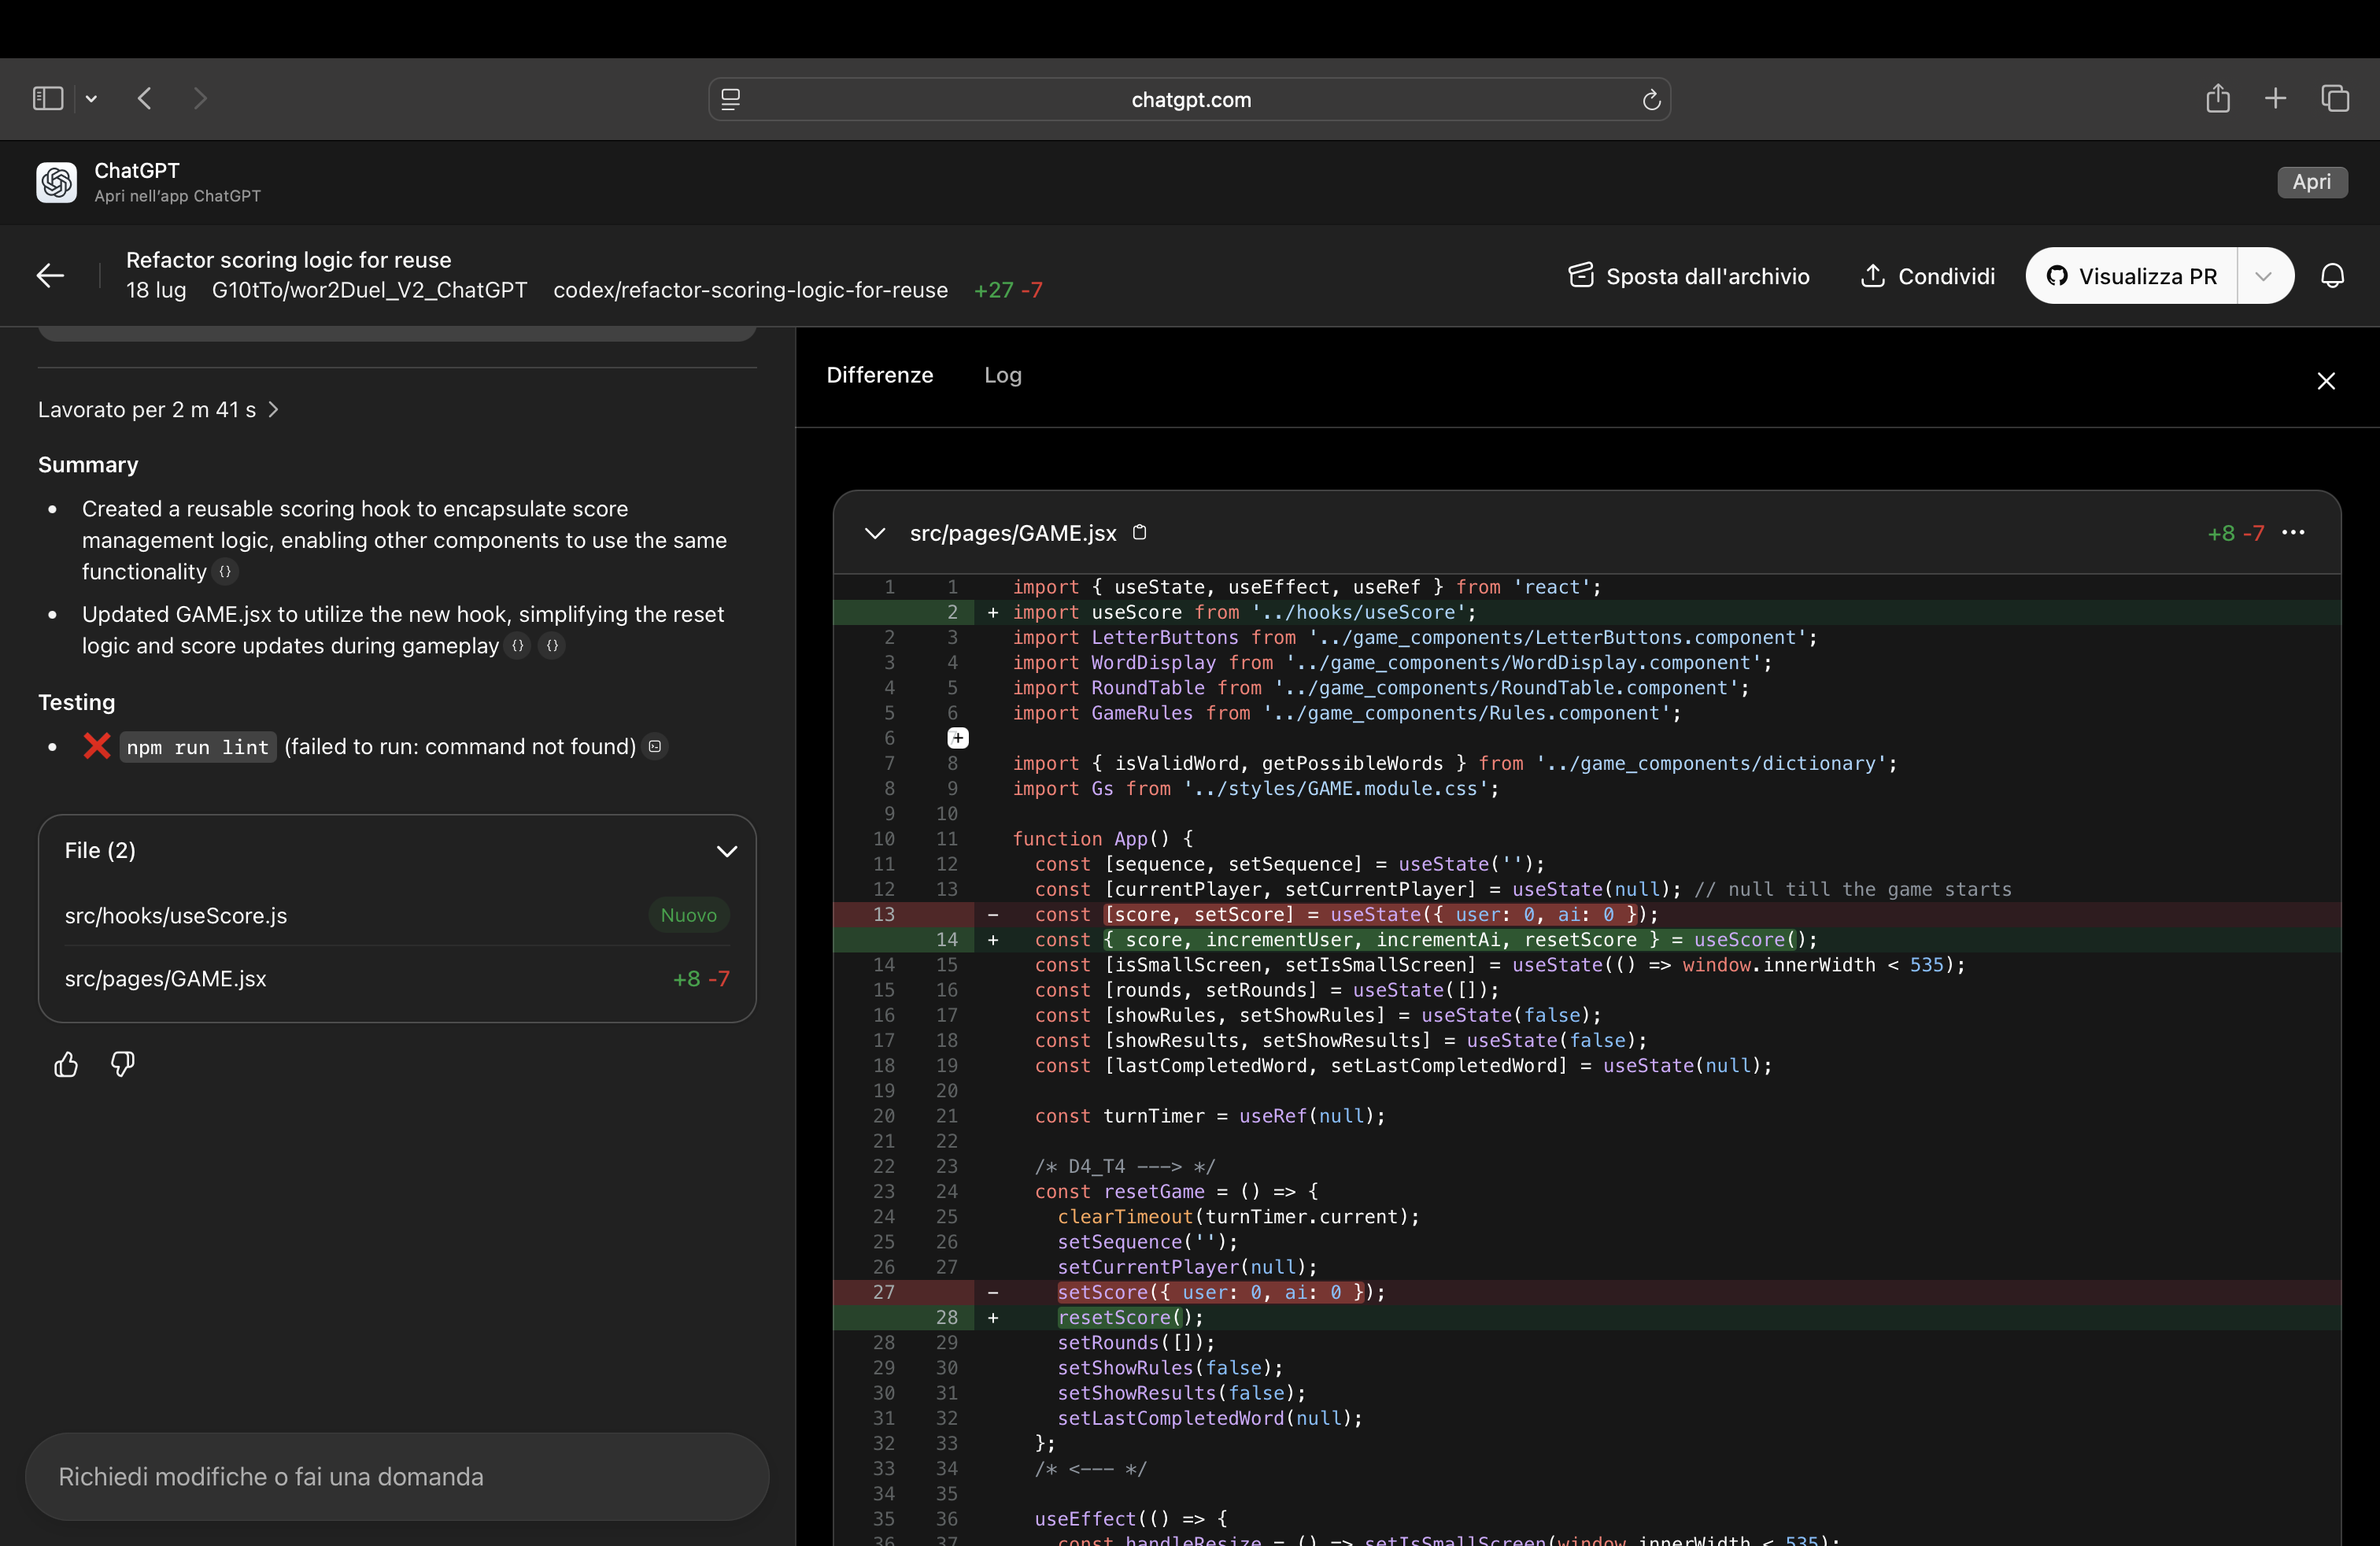 chatgpt.com
ChatGPT
Apri nell'app ChatGPT
Apri
Refactor scoring logic for reuse
18 lug G10tTo/wor2Duel_V2_ChatGPT codex/refactor-scoring-logic-for-reuse +27 -7
Sposta dall'archivio
Condividi
Visualizza PR
Lavorato per 2 m 41 s
Summary
• Created a reusable scoring hook to encapsulate score
management logic, enabling other components to use the same
functionality {}
• Updated GAME.jsx to utilize the new hook, simplifying the reset
logic and score updates during gameplay {} {}
Testing
• ❌ npm run lint (failed to run: command not found)
File (2)
src/hooks/useScore.js Nuovo
src/pages/GAME.jsx +8 -7
Richiedi modifiche o fai una domanda
Differenze Log
src/pages/GAME.jsx +8 -7
1 1 import { useState, useEffect, useRef } from 'react';
2 + import useScore from '../hooks/useScore';
2 3 import LetterButtons from '../game_components/LetterButtons.component';
3 4 import WordDisplay from '../game_components/WordDisplay.component';
4 5 import RoundTable from '../game_components/RoundTable.component';
5 6 import GameRules from '../game_components/Rules.component';
6 +
7 8 import { isValidWord, getPossibleWords } from '../game_components/dictionary';
8 9 import Gs from '../styles/GAME.module.css';
9 10
10 11 function App() {
11 12 const [sequence, setSequence] = useState('');
12 13 const [currentPlayer, setCurrentPlayer] = useState(null); // null till the game starts
13 − const [score, setScore] = useState({ user: 0, ai: 0 });
14 + const { score, incrementUser, incrementAi, resetScore } = useScore();
14 15 const [isSmallScreen, setIsSmallScreen] = useState(() => window.innerWidth < 535);
15 16 const [rounds, setRounds] = useState([]);
16 17 const [showRules, setShowRules] = useState(false);
17 18 const [showResults, setShowResults] = useState(false);
18 19 const [lastCompletedWord, setLastCompletedWord] = useState(null);
19 20
20 21 const turnTimer = useRef(null);
21 22
22 23 /* D4_T4 ---> */
23 24 const resetGame = () => {
24 25 clearTimeout(turnTimer.current);
25 26 setSequence('');
26 27 setCurrentPlayer(null);
27 − setScore({ user: 0, ai: 0 });
28 + resetScore();
28 29 setRounds([]);
29 30 setShowRules(false);
30 31 setShowResults(false);
31 32 setLastCompletedWord(null);
32 33 };
33 34 /* <--- */
34 35
35 36 useEffect(() => {
36 37 const handleResize = () => setIsSmallScreen(window.innerWidth < 535);